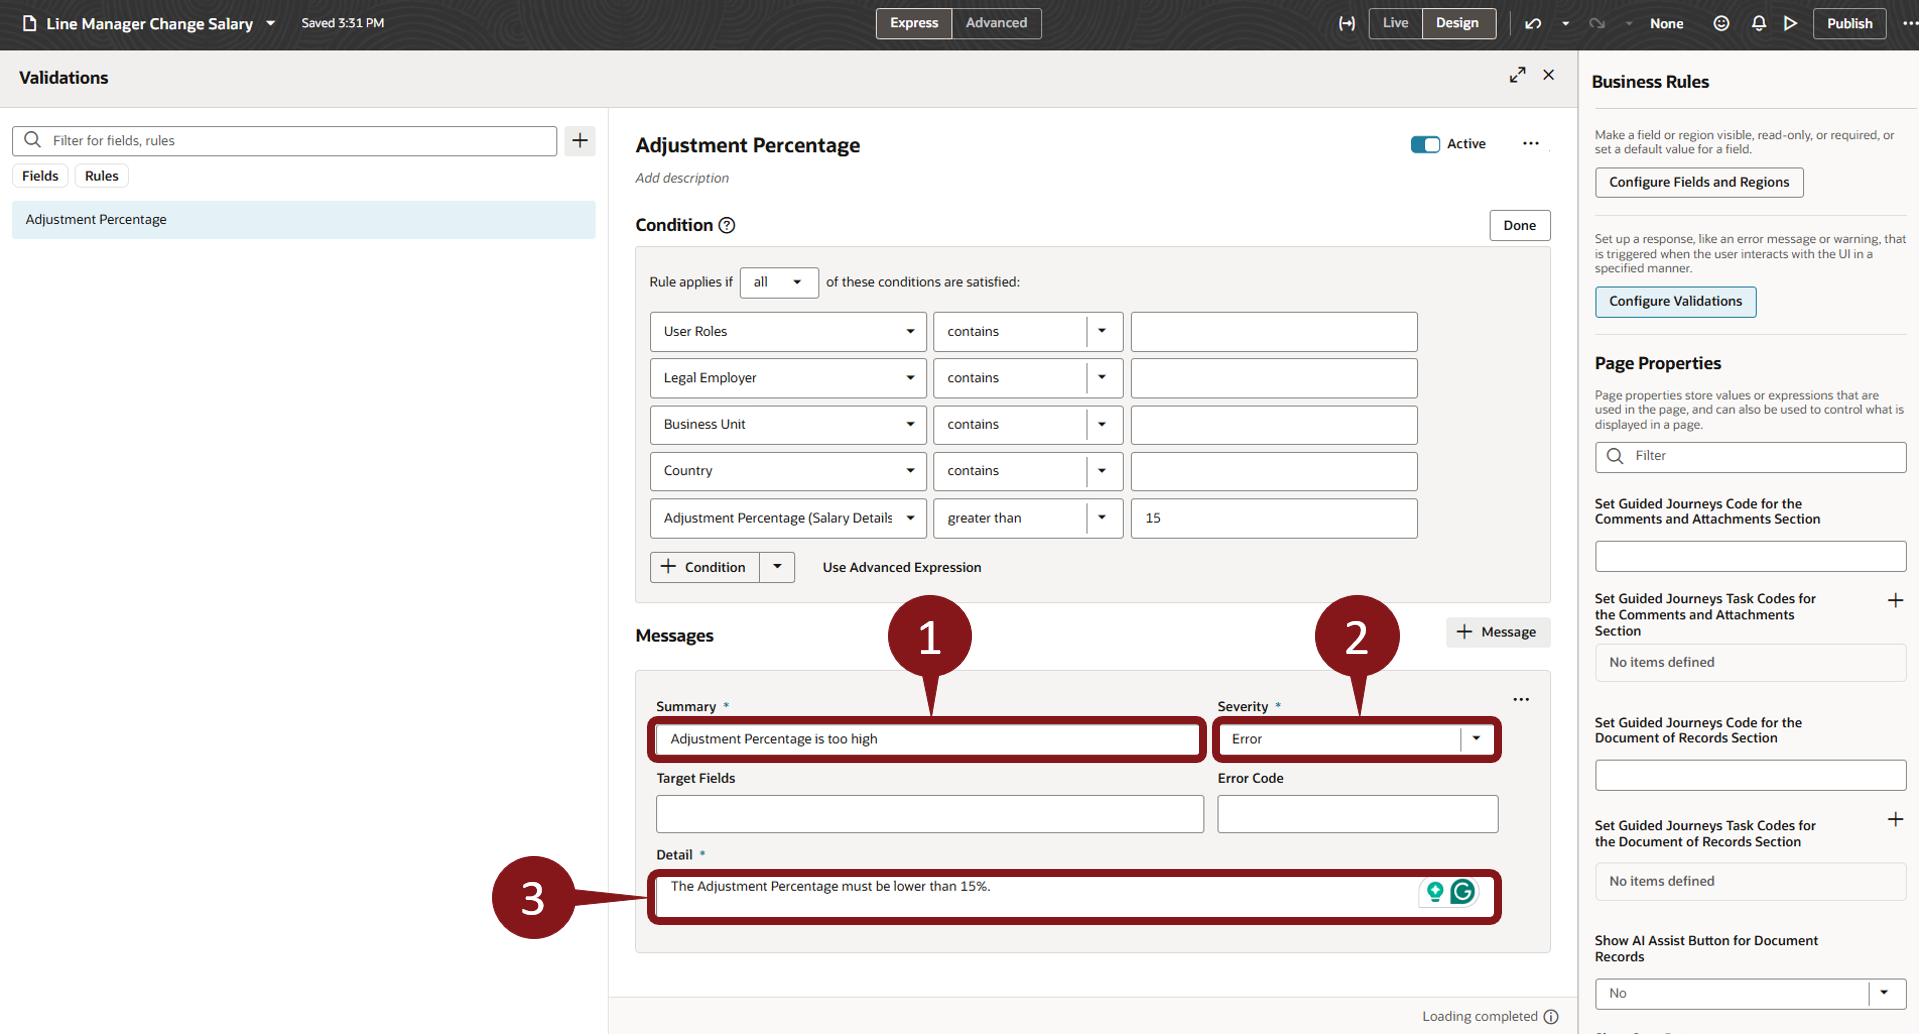 Line Manager Change Salary
Saved 3:31 PM
Express
Advanced
Live
Design
None
Publish
Validations
Filter for fields, rules
Fields
Rules
Adjustment Percentage
Adjustment Percentage
Active
Add description
Condition
Done
Rule applies if all of these conditions are satisfied:
User Roles contains
Legal Employer contains
Business Unit contains
Country contains
Adjustment Percentage (Salary Details greater than 15
+ Condition
Use Advanced Expression
Messages
+ Message
1
2
Summary *
Severity *
Adjustment Percentage is too high
Error
Target Fields
Error Code
Detail *
3
The Adjustment Percentage must be lower than 15%.
G
Loading completed
Business Rules
Make a field or region visible, read-only, or required, or
set a default value for a field.
Configure Fields and Regions
Set up a response, like an error message or warning, that
is triggered when the user interacts with the UI in a
specified manner.
Configure Validations
Page Properties
Page properties store values or expressions that are
used in the page, and can also be used to control what is
displayed in a page.
Filter
Set Guided Journeys Code for the
Comments and Attachments Section
Set Guided Journeys Task Codes for
the Comments and Attachments
Section
No items defined
Set Guided Journeys Code for the
Document of Records Section
Set Guided Journeys Task Codes for
the Document of Records Section
No items defined
Show AI Assist Button for Document
Records
No